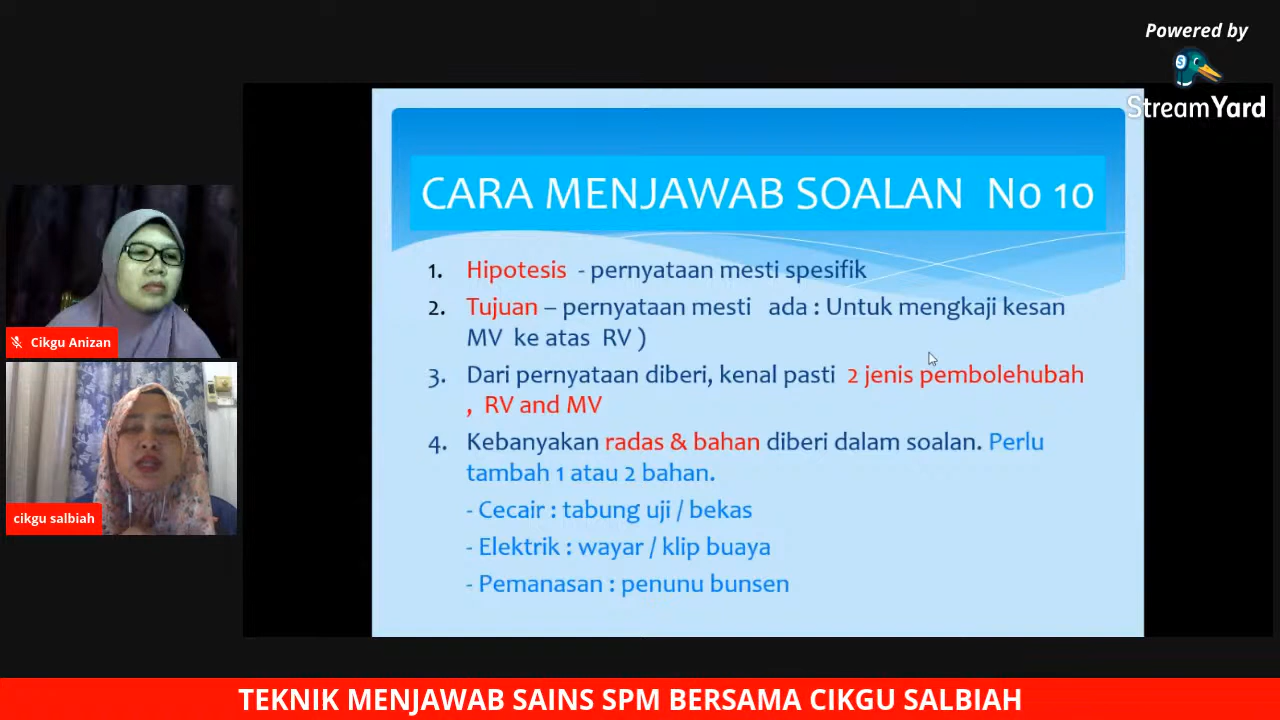 Powered by
StreamYard
CARA MENJAWAB SOALAN No 10
1. Hipotesis - pernyataan mesti spesifik
2. Tujuan – pernyataan mesti ada : Untuk mengkaji kesan
MV ke atas RV )
3. Dari pernyataan diberi, kenal pasti 2 jenis pembolehubah
, RV and MV
4. Kebanyakan radas & bahan diberi dalam soalan. Perlu
tambah 1 atau 2 bahan.
- Cecair : tabung uji / bekas
- Elektrik : wayar / klip buaya
- Pemanasan : penunu bunsen
Cikgu Anizan
cikgu salbiah
TEKNIK MENJAWAB SAINS SPM BERSAMA CIKGU SALBIAH